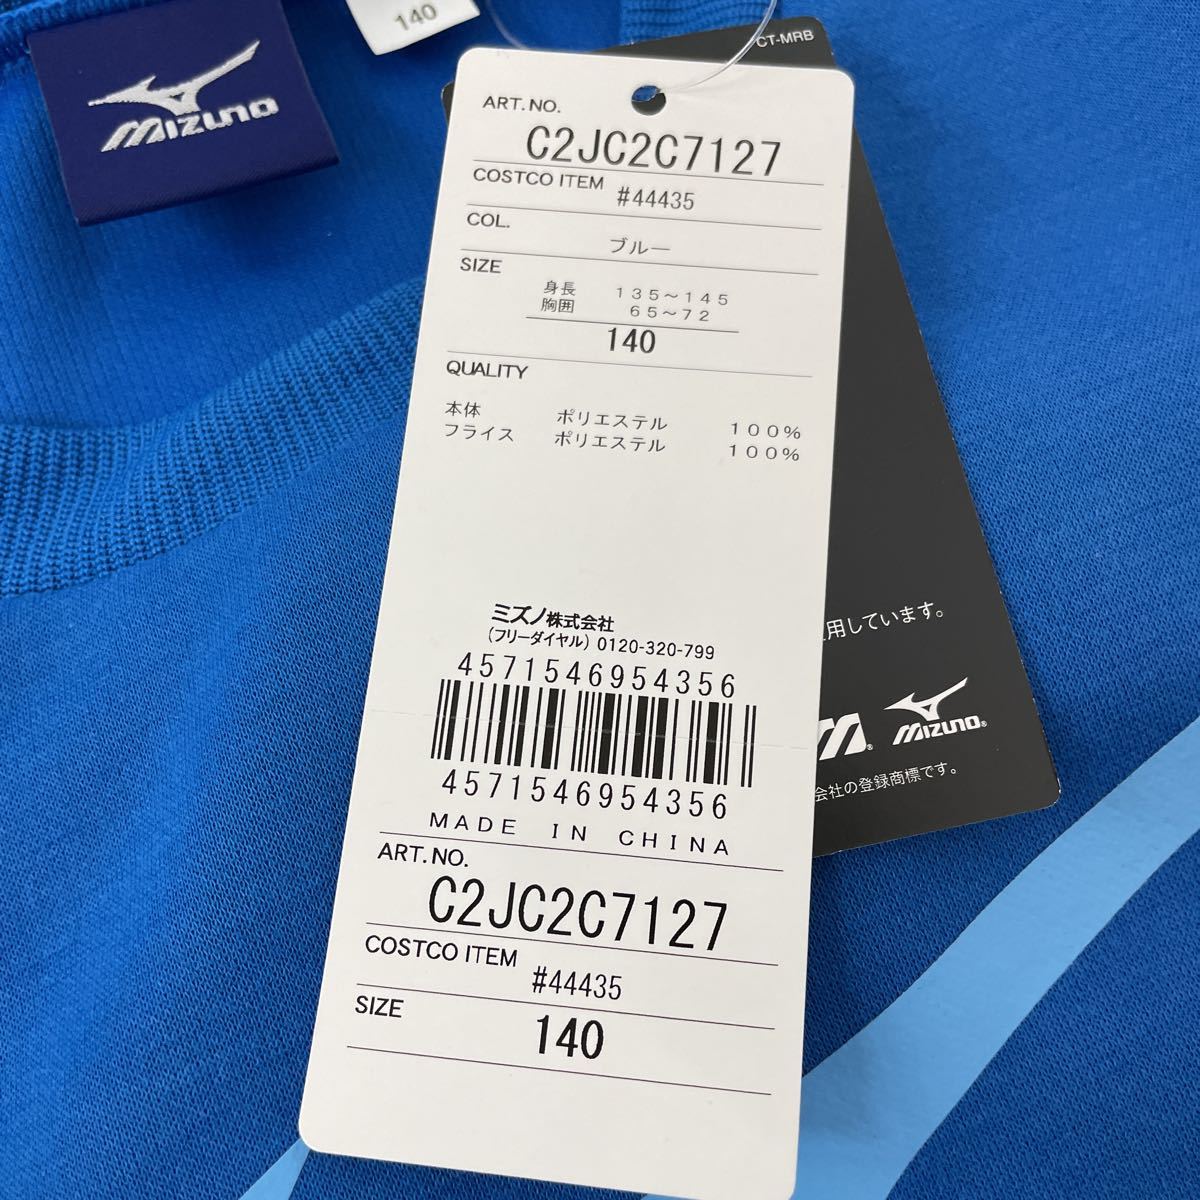 140
MIZUNO
CT-MRB
ART.NO.
C2JC2C7127
COSTCO ITEM #44435
COL.
ブルー
SIZE
身長 135～145
胸囲 65～72
140
QUALITY
本体 ポリエステル 100%
フライス ポリエステル 100%
ミズノ株式会社
(フリーダイヤル) 0120-320-799
4571546954356
4571546954356
MADE IN CHINA
ART.NO.
C2JC2C7127
COSTCO ITEM
#44435
SIZE
140
用しています。
MIZUNO®
会社の登録商標です。